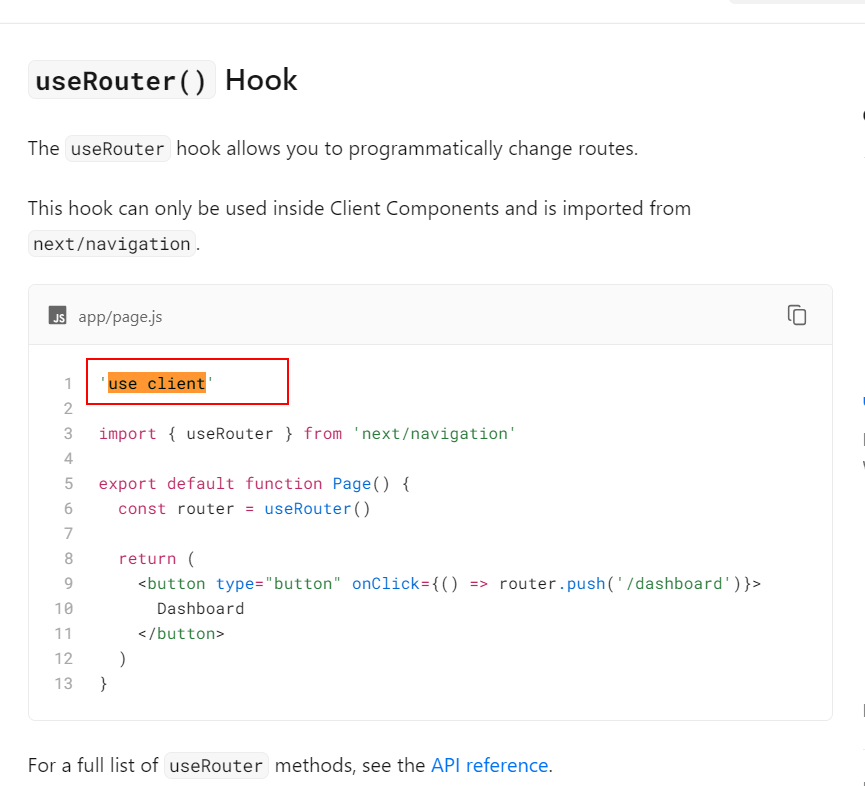 useRouter() Hook
The useRouter hook allows you to programmatically change routes.
This hook can only be used inside Client Components and is imported from
next/navigation.
JS app/page.js
1 'use client'
2
3 import { useRouter } from 'next/navigation'
4
5 export default function Page() {
6   const router = useRouter()
7
8   return (
9     <button type="button" onClick={() => router.push('/dashboard')}>
10       Dashboard
11     </button>
12   )
13 }
For a full list of useRouter methods, see the API reference.